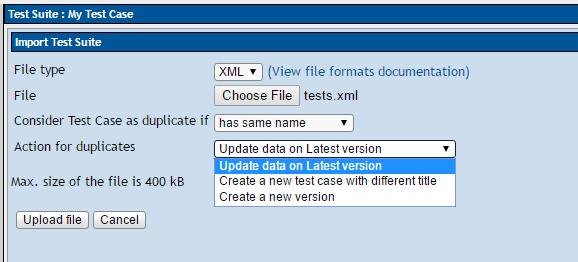 Test Suite : My Test Case
Import Test Suite
File type XML (View file formats documentation)
File Choose File tests.xml
Consider Test Case as duplicate if has same name
Action for duplicates Update data on Latest version
Update data on Latest version
Create a new test case with different title
Max. size of the file is 400 kB
Create a new version
Upload file Cancel